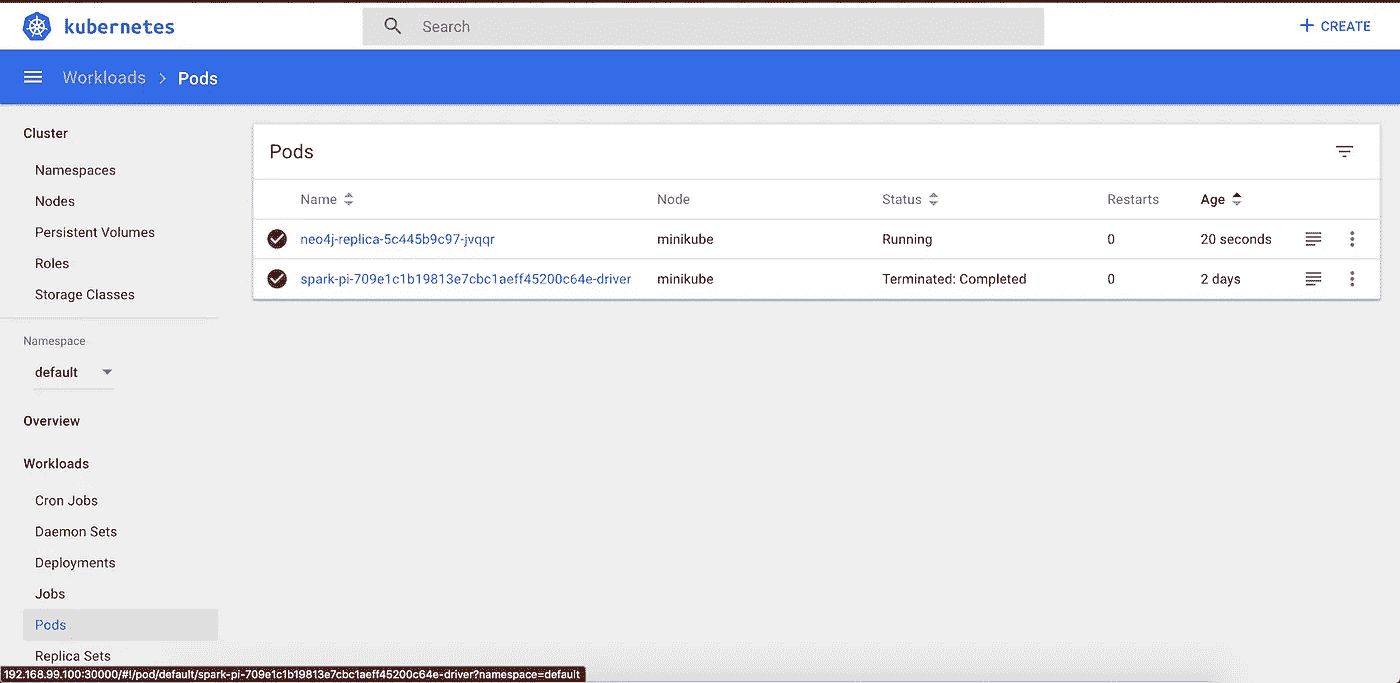 kubernetes
Search
+ CREATE
Workloads > Pods
Cluster
Namespaces
Nodes
Persistent Volumes
Roles
Storage Classes
Namespace
default
Overview
Workloads
Cron Jobs
Daemon Sets
Deployments
Jobs
Pods
Replica Sets
Pods
Name Node Status Restarts Age
neo4j-replica-5c445b9c97-jvqqr minikube Running 0 20 seconds
spark-pi-709e1c1b19813e7cbc1aeff45200c64e-driver minikube Terminated: Completed 0 2 days
192.168.99.100:30000/#!/pod/default/spark-pi-709e1c1b19813e7cbc1aeff45200c64e-driver?namespace=default